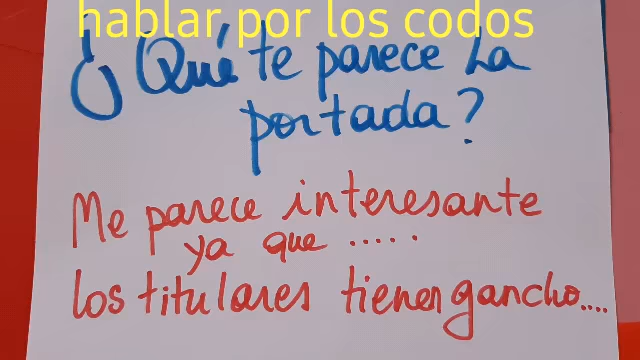 hablar por los codos
¿Qué te parece la
portada?
Me parece interesante
ya que .....
los titulares tienen gancho....